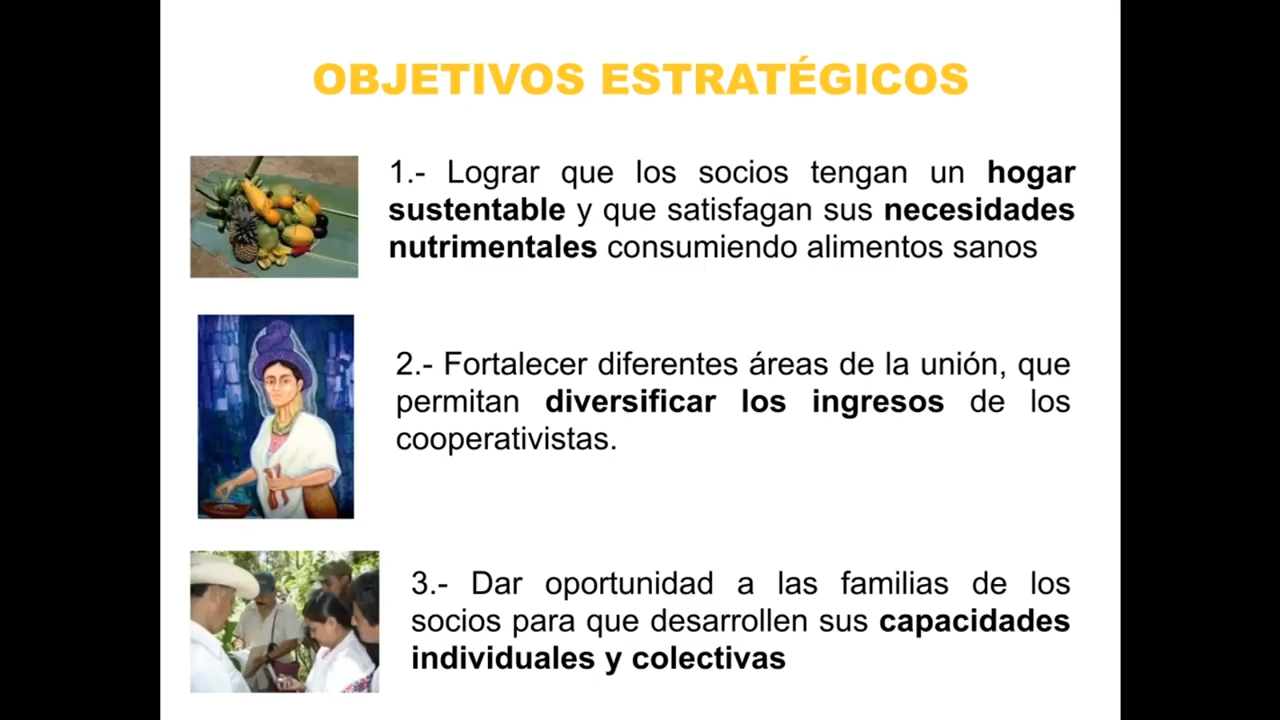 OBJETIVOS ESTRATÉGICOS
1.- Lograr que los socios tengan un hogar
sustentable y que satisfagan sus necesidades
nutrimentales consumiendo alimentos sanos
2.- Fortalecer diferentes áreas de la unión, que
permitan diversificar los ingresos de los
cooperativistas.
3.- Dar oportunidad a las familias de los
socios para que desarrollen sus capacidades
individuales y colectivas